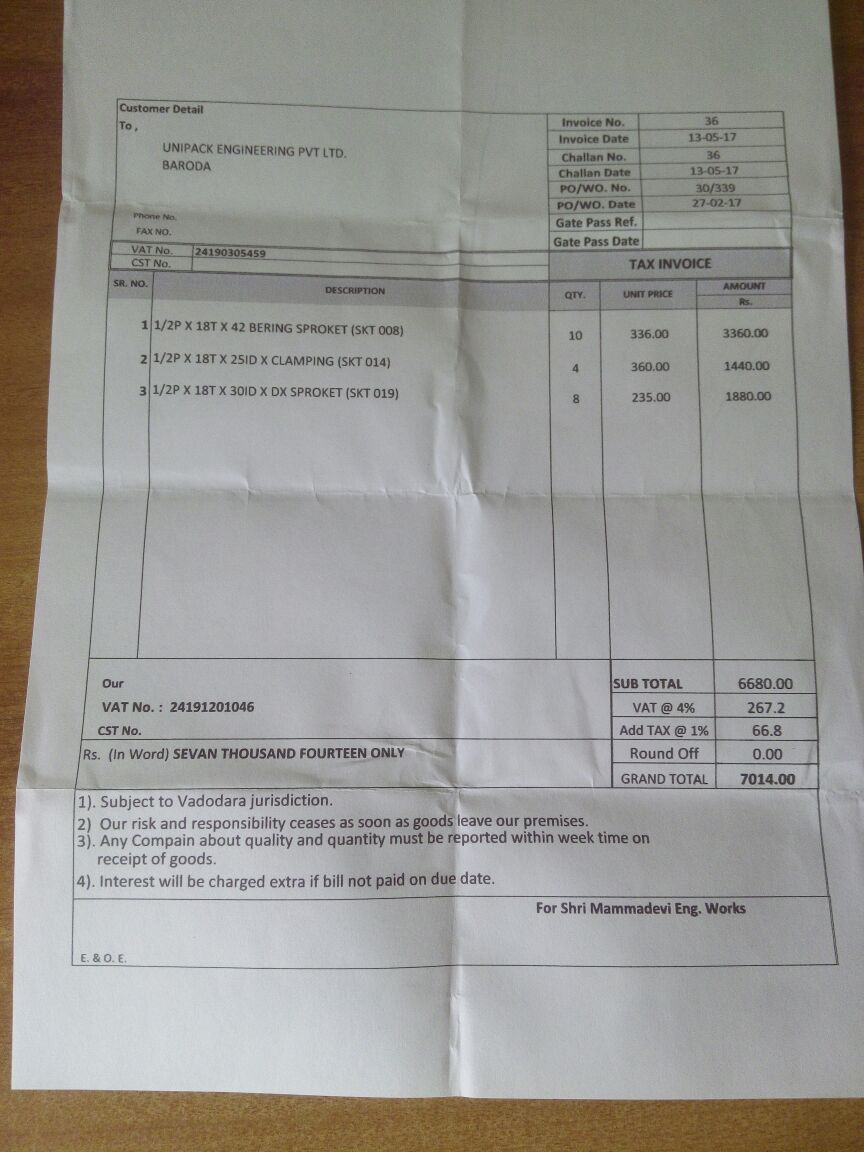 Customer Detail
To ,
UNIPACK ENGINEERING PVT LTD.
BARODA
Phone No.
FAX NO.
VAT No. 24190305459
CST No.
Invoice No. 36
Invoice Date 13-05-17
Challan No. 36
Challan Date 13-05-17
PO/WO. No. 30/339
PO/WO. Date 27-02-17
Gate Pass Ref.
Gate Pass Date
TAX INVOICE
SR. NO. DESCRIPTION QTY. UNIT PRICE AMOUNT
Rs.
1 1/2P X 18T X 42 BERING SPROKET (SKT 008) 10 336.00 3360.00
2 1/2P X 18T X 25ID X CLAMPING (SKT 014) 4 360.00 1440.00
3 1/2P X 18T X 30ID X DX SPROKET (SKT 019) 8 235.00 1880.00
Our
VAT No. : 24191201046
CST No.
SUB TOTAL 6680.00
VAT @ 4% 267.2
Add TAX @ 1% 66.8
Round Off 0.00
GRAND TOTAL 7014.00
Rs. (In Word) SEVAN THOUSAND FOURTEEN ONLY
1). Subject to Vadodara jurisdiction.
2) Our risk and responsibility ceases as soon as goods leave our premises.
3). Any Compain about quality and quantity must be reported within week time on
receipt of goods.
4). Interest will be charged extra if bill not paid on due date.
For Shri Mammadevi Eng. Works
E. & O. E.